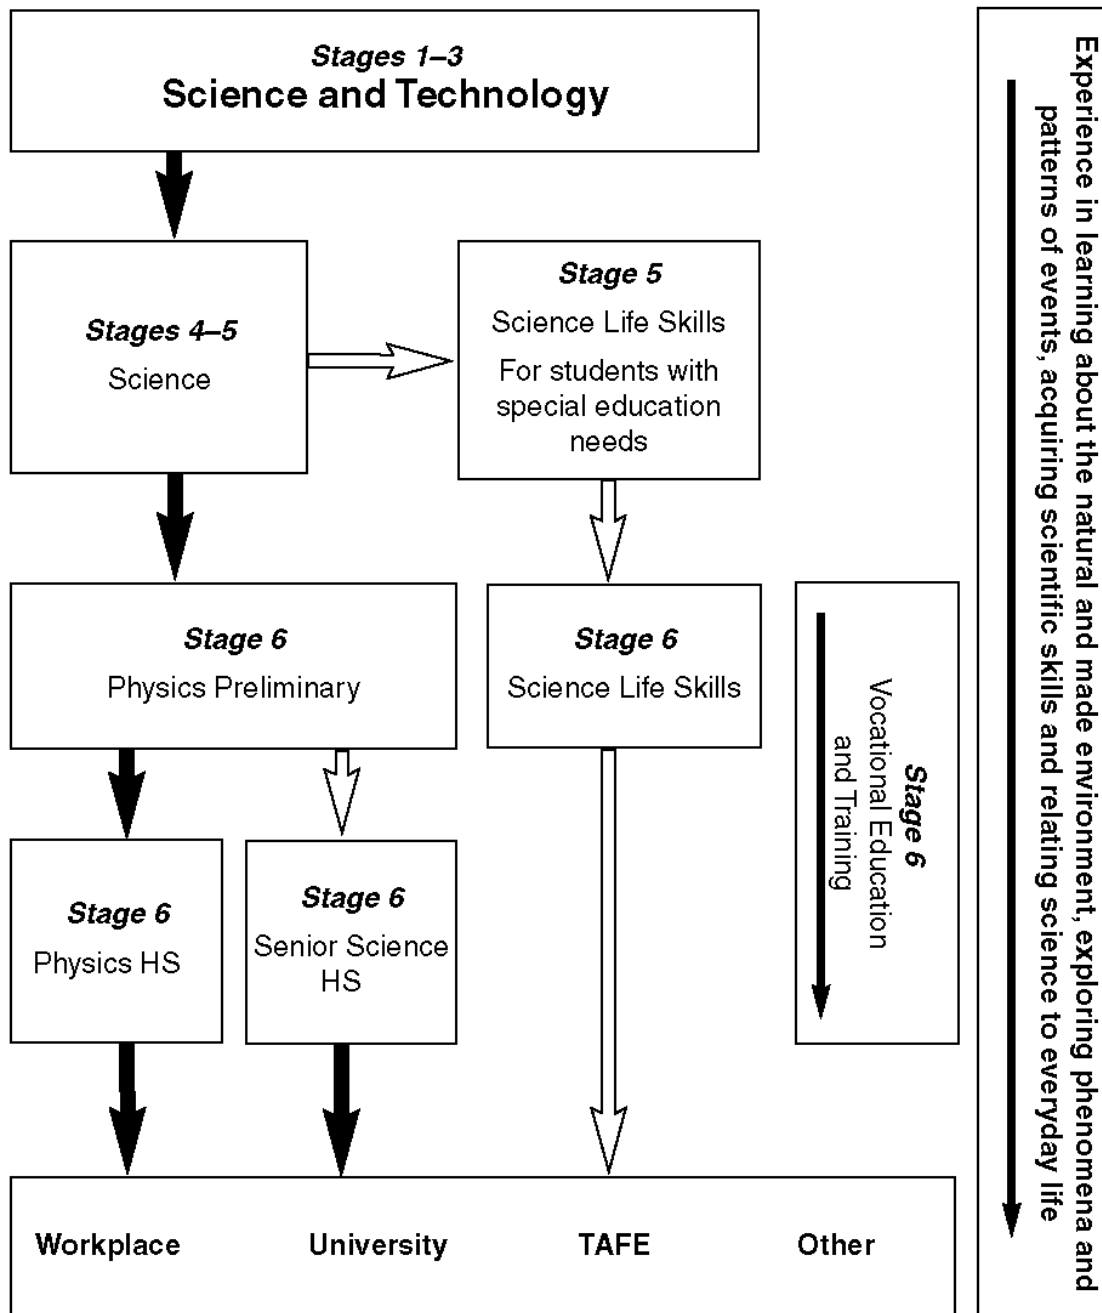 Stages 1–3
Science and Technology
Stages 4–5
Science
Stage 5
Science Life Skills
For students with
special education
needs
Stage 6
Physics Preliminary
Stage 6
Science Life Skills
Stage 6
Vocational Education
and Training
Stage 6
Physics HS
Stage 6
Senior Science
HS
Workplace
University
TAFE
Other
Experience in learning about the natural and made environment, exploring phenomena and
patterns of events, acquiring scientific skills and relating science to everyday life